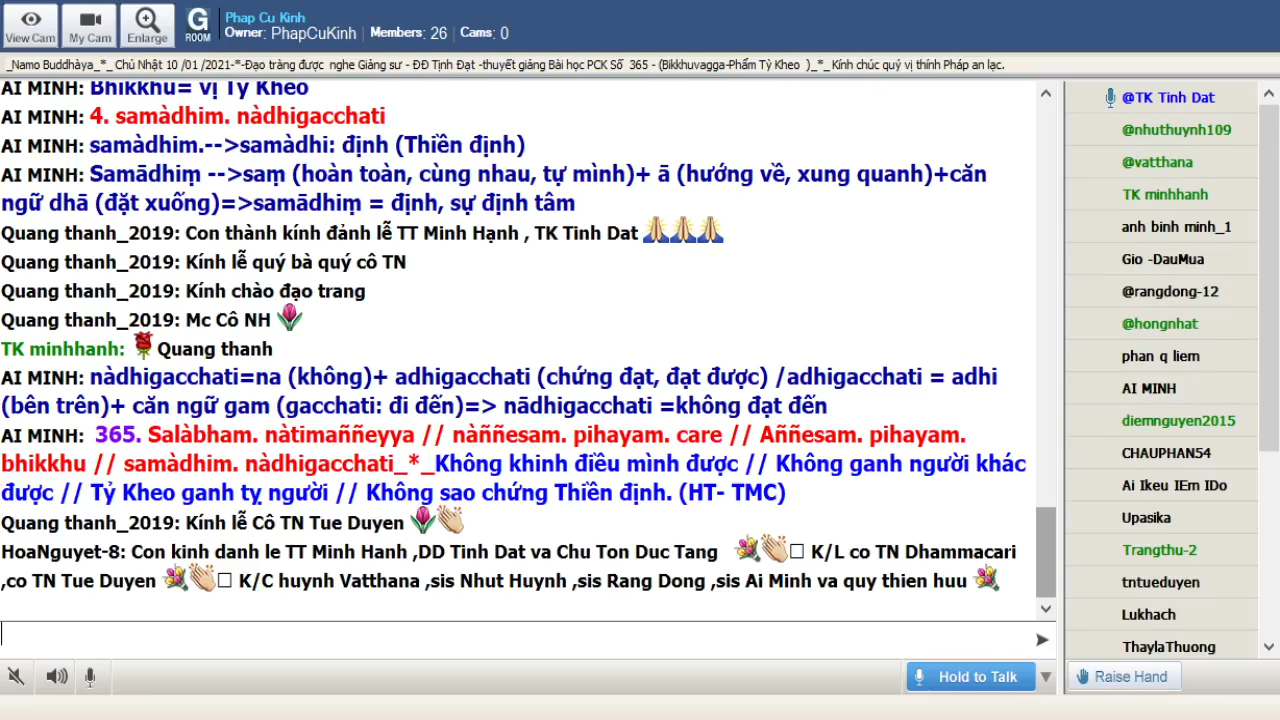 View Cam
My Cam
Enlarge
G
ROOM
Phap Cu Kinh
Owner: PhapCuKinh | Members: 26 | Cams: 0
_Namo Buddhàya_*_ Chủ Nhật 10 /01 /2021-*-Đạo tràng được nghe Giảng sư - ĐĐ Tịnh Đạt -thuyết giảng Bài học PCK Số 365 - (Bikkhuvagga-Phẩm Tỳ Kheo )_*_Kính chúc quý vị thính Pháp an lạc.
AI MINH: Bhikkhu= vị Tỳ Kheo
AI MINH: 4. samàdhim. nàdhigacchati
AI MINH: samàdhim.-->samàdhi: định (Thiền định)
AI MINH: Samādhiṃ -->saṃ (hoàn toàn, cùng nhau, tự mình)+ ā (hướng về, xung quanh)+căn
ngữ dhā (đặt xuống)=>samādhiṃ = định, sự định tâm
Quang thanh_2019: Con thành kính đảnh lễ TT Minh Hạnh , TK Tinh Dat
Quang thanh_2019: Kính lễ quý bà quý cô TN
Quang thanh_2019: Kính chào đạo trang
Quang thanh_2019: Mc Cô NH
TK minhhanh: Quang thanh
AI MINH: nàdhigacchati=na (không)+ adhigacchati (chứng đạt, đạt được) /adhigacchati = adhi
(bên trên)+ căn ngữ gam (gacchati: đi đến)=> nādhigacchati =không đạt đến
AI MINH: 365. Salàbham. nàtimaññeyya // nàññesam. pihayam. care // Aññesam. pihayam.
bhikkhu // samàdhim. nàdhigacchati_*_Không khinh điều mình được // Không ganh người khác
được // Tỷ Kheo ganh tỵ người // Không sao chứng Thiền định. (HT- TMC)
Quang thanh_2019: Kính lễ Cô TN Tue Duyen
HoaNguyet-8: Con kinh danh le TT Minh Hanh ,DD Tinh Dat va Chu Ton Duc Tang K/L co TN Dhammacari
,co TN Tue Duyen K/C huynh Vatthana ,sis Nhut Huynh ,sis Rang Dong ,sis Ai Minh va quy thien huu
@TK Tinh Dat
@nhuthuynh109
@vatthana
TK minhhanh
anh binh minh_1
Gio -DauMua
@rangdong-12
@hongnhat
phan q liem
AI MINH
diemnguyen2015
CHAUPHAN54
Ai Ikeu IEm IDo
Upasika
Trangthu-2
tntueduyen
Lukhach
ThaylaThuong
Hold to Talk
Raise Hand